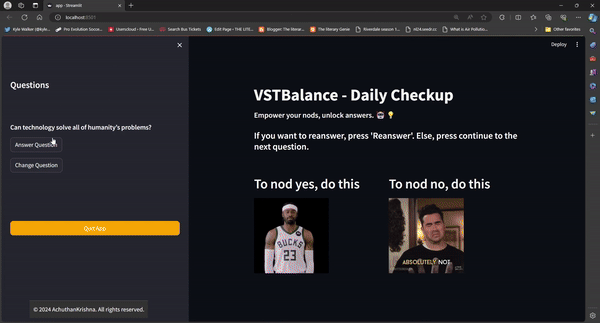 app · Streamlit
localhost:8501
Kyle Walker (@kyle...
Pro Evolution Soccer...
Userscloud - Free U...
Search Bus Tickets
Edit Page ‹ THE LITE...
Blogger: The literar...
The literary Genie
Riverdale season 1...
nl24.seedr.cc
What is Air Pollutio...
Other favorites
Deploy
Questions
Can technology solve all of humanity's problems?
Answer Question
Change Question
Quit App
© 2024 AchuthanKrishna. All rights reserved.
VSTBalance - Daily Checkup
Empower your nods, unlock answers.
If you want to reanswer, press 'Reanswer'. Else, press continue to the
next question.
To nod yes, do this
To nod no, do this
BUCKS
23
ABSOLUTELY NOT.